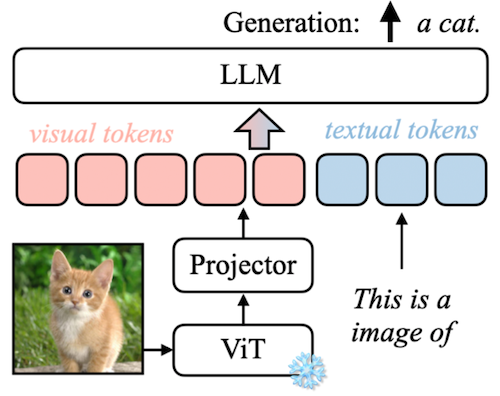 Generation: a cat.
LLM
visual tokens textual tokens
Projector
This is a
image of
ViT